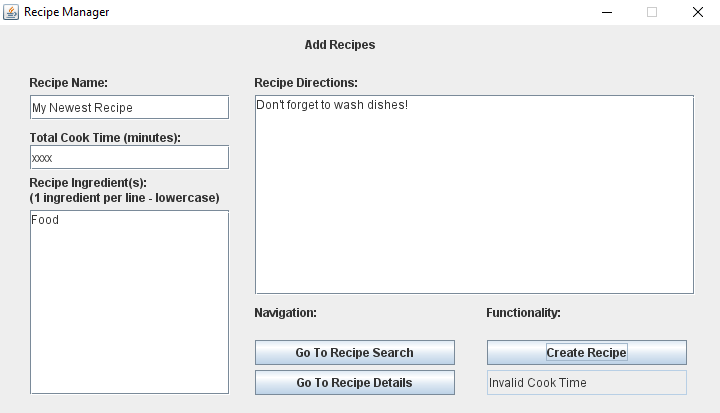 Recipe Manager
Add Recipes
Recipe Name:
My Newest Recipe
Total Cook Time (minutes):
xxxx
Recipe Ingredient(s):
(1 ingredient per line - lowercase)
Food
Recipe Directions:
Don't forget to wash dishes!
Navigation:
Go To Recipe Search
Go To Recipe Details
Functionality:
Create Recipe
Invalid Cook Time